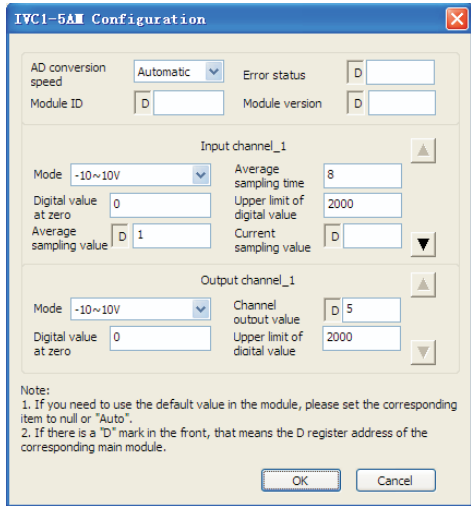 IVC1-5AM Configuration
AD conversion speed Automatic Error status D
Module ID D Module version D
Input channel_1
Mode -10~10V Average sampling time 8
Digital value at zero 0 Upper limit of digital value 2000
Average sampling value D 1 Current sampling value D
Output channel_1
Mode -10~10V Channel output value D 5
Digital value at zero 0 Upper limit of digital value 2000
Note:
1. If you need to use the default value in the module, please set the corresponding
item to null or "Auto".
2. If there is a "D" mark in the front, that means the D register address of the
corresponding main module.
OK Cancel